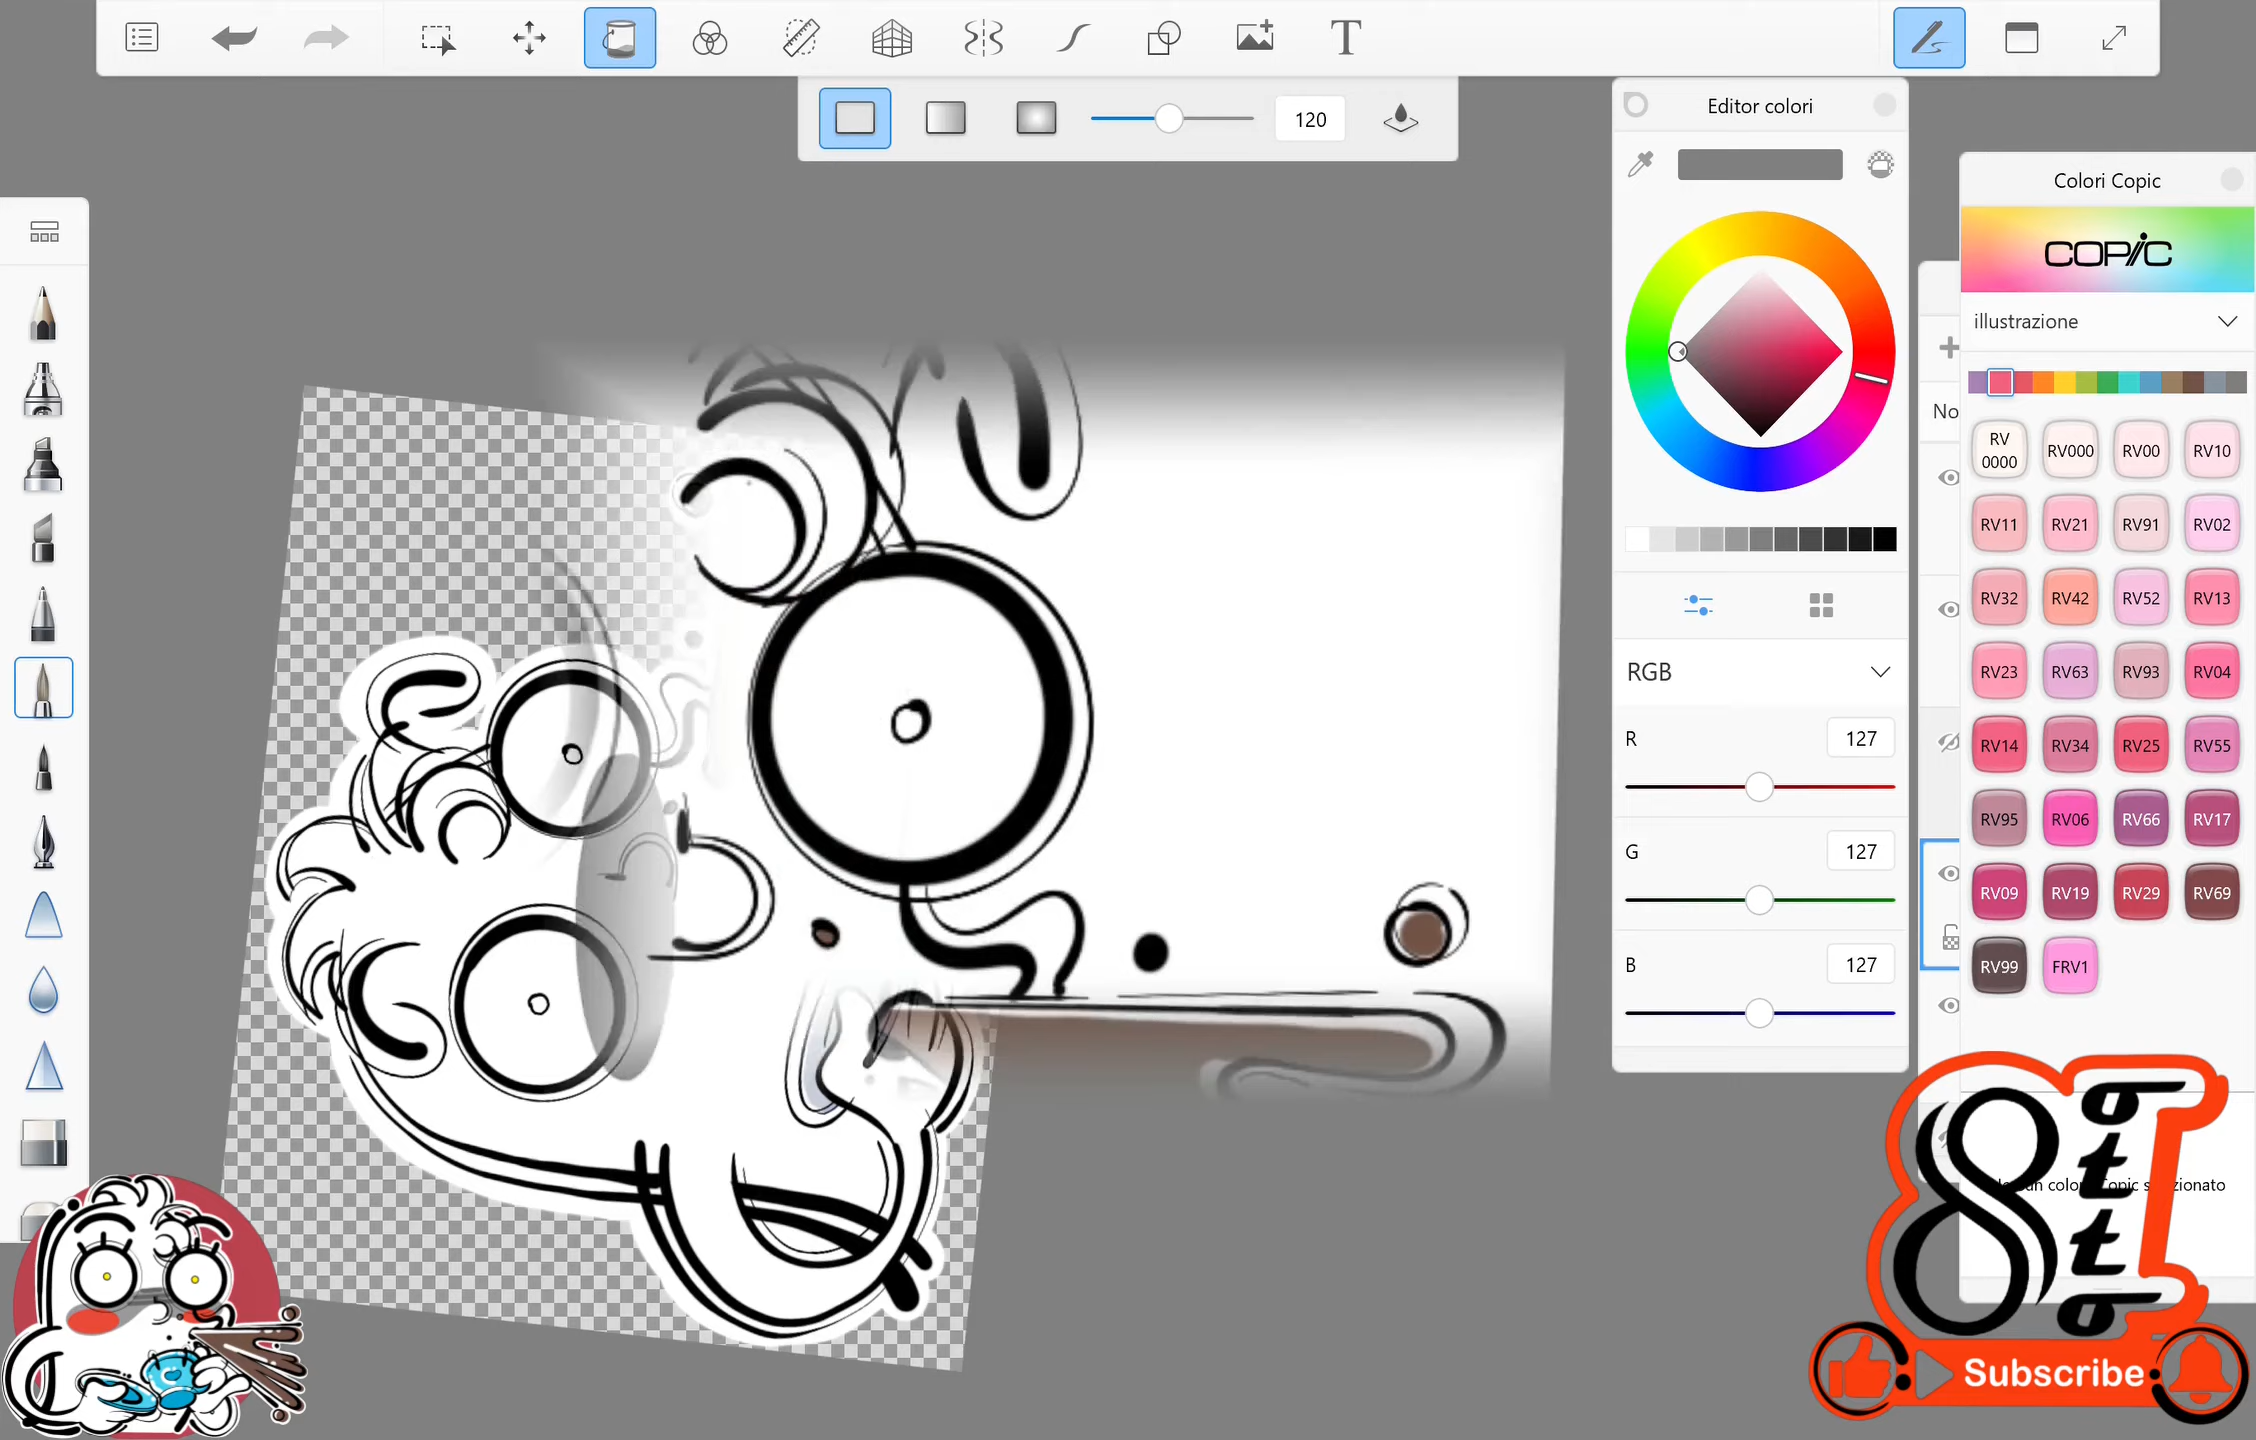 T
120
Editor colori
RGB
R
127
G
127
B
127
Colori Copic
COPIC
illustrazione
No
RV 0000
RV000
RV00
RV10
RV11
RV21
RV91
RV02
RV32
RV42
RV52
RV13
RV23
RV63
RV93
RV04
RV14
RV34
RV25
RV55
RV95
RV06
RV66
RV17
RV09
RV19
RV29
RV69
RV99
FRV1
8
otto
Subscribe